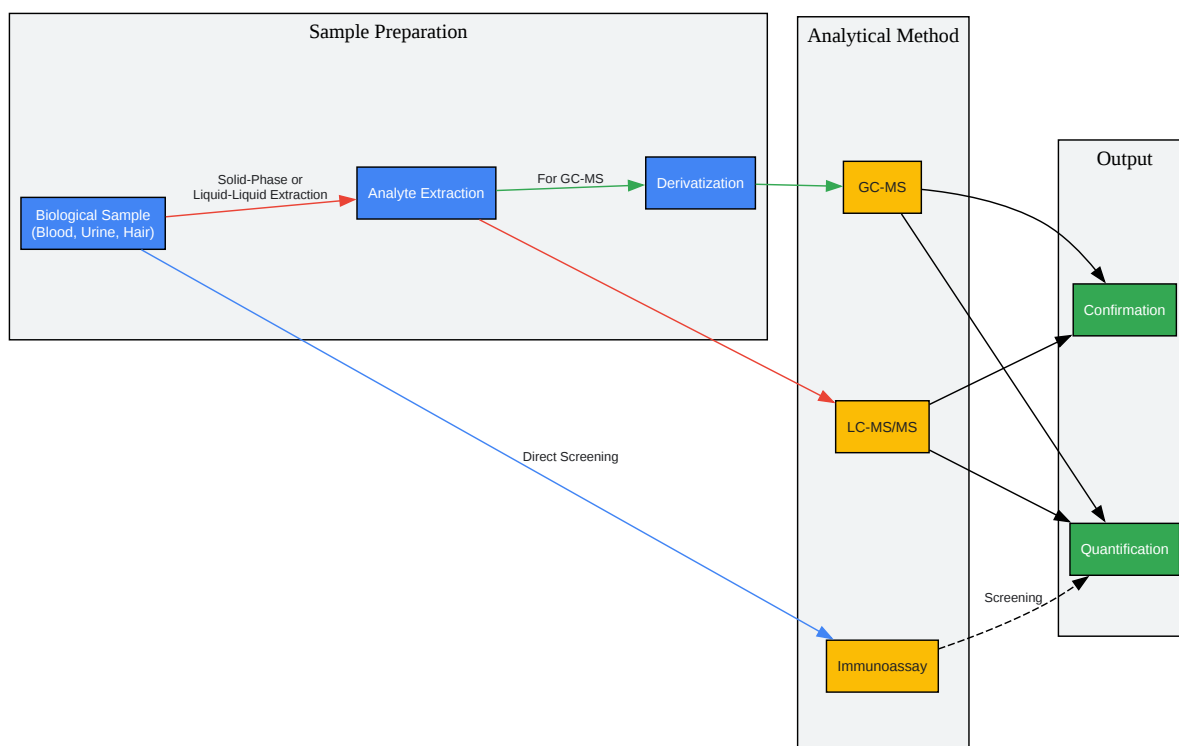 Sample Preparation
Analytical Method
Output
Solid-Phase or
Liquid-Liquid Extraction
For GC-MS
Biological Sample
(Blood, Urine, Hair)
Analyte Extraction
Derivatization
GC-MS
Confirmation
LC-MS/MS
Direct Screening
Quantification
Screening
Immunoassay